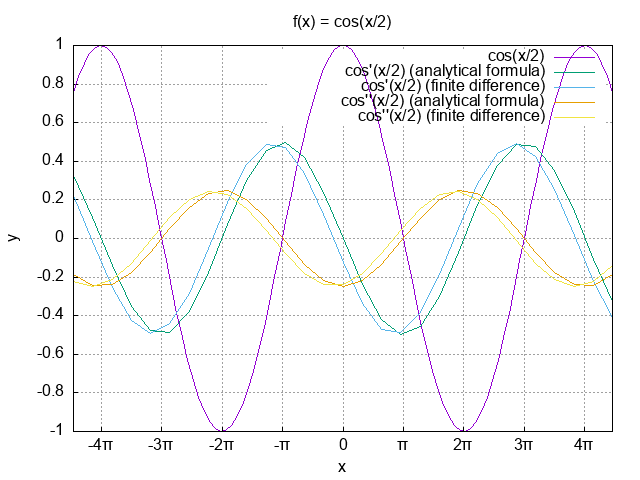 f(x) = cos(x/2)
cos(x/2)
cos'(x/2) (analytical formula)
cos'(x/2) (finite difference)
cos''(x/2) (analytical formula)
cos''(x/2) (finite difference)
1
0.8
0.6
0.4
0.2
0
-0.2
-0.4
-0.6
-0.8
-1
y
-4π -3π -2π -π 0 π 2π 3π 4π
x